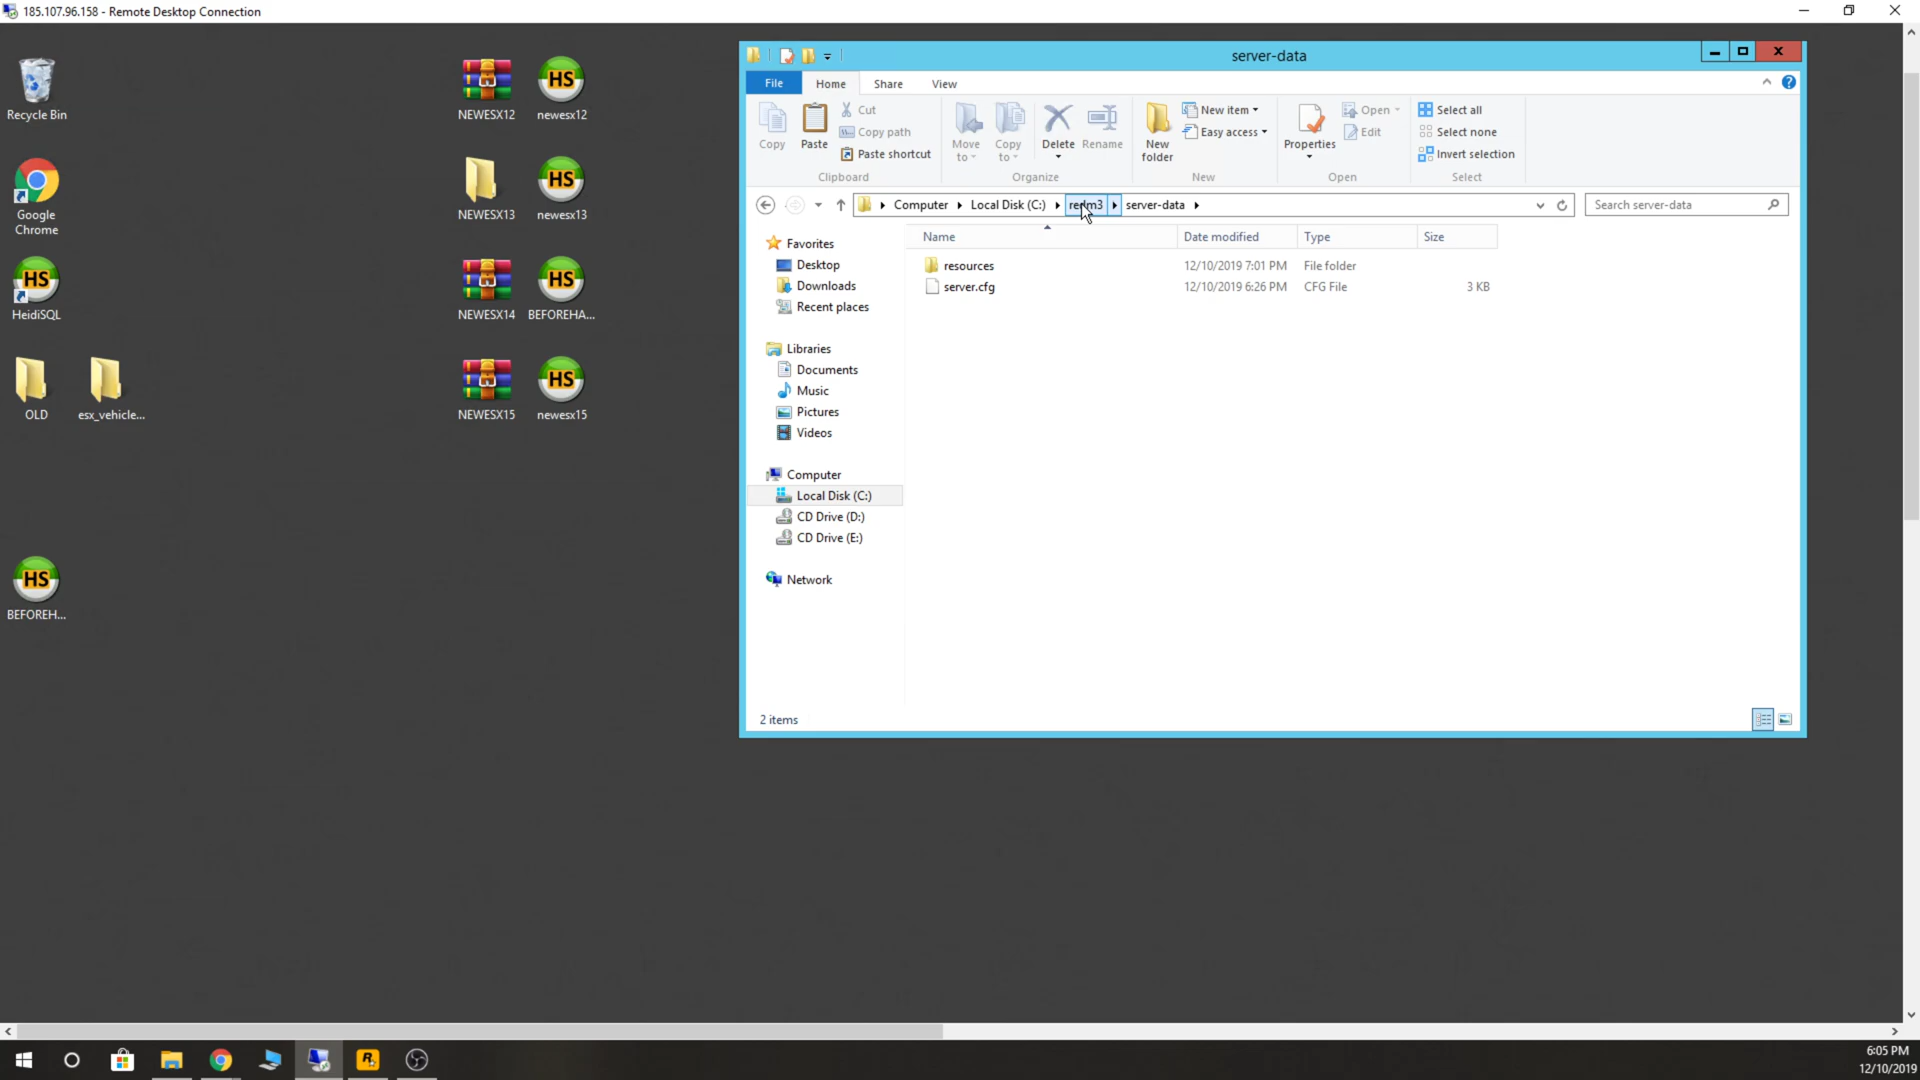 185.107.96.158 - Remote Desktop Connection
Recycle Bin
NEWESX12
newesx12
Google
Chrome
NEWESX13
newesx13
HeidiSQL
NEWESX14
BEFOREHA...
OLD
esx_vehicle...
NEWESX15
newesx15
BEFOREH...
server-data
File
Home
Share
View
Copy
Paste
Cut
Copy path
Paste shortcut
Clipboard
Move
to
Copy
to
Delete
Rename
Organize
New
folder
New item
Easy access
New
Properties
Open
Edit
Open
Select all
Select none
Invert selection
Select
Computer
Local Disk (C:)
redm3
server-data
Search server-data
Name
Date modified
Type
Size
resources
12/10/2019 7:01 PM
File folder
server.cfg
12/10/2019 6:26 PM
CFG File
3 KB
Favorites
Desktop
Downloads
Recent places
Libraries
Documents
Music
Pictures
Videos
Computer
Local Disk (C:)
CD Drive (D:)
CD Drive (E:)
Network
2 items
6:05 PM
12/10/2019